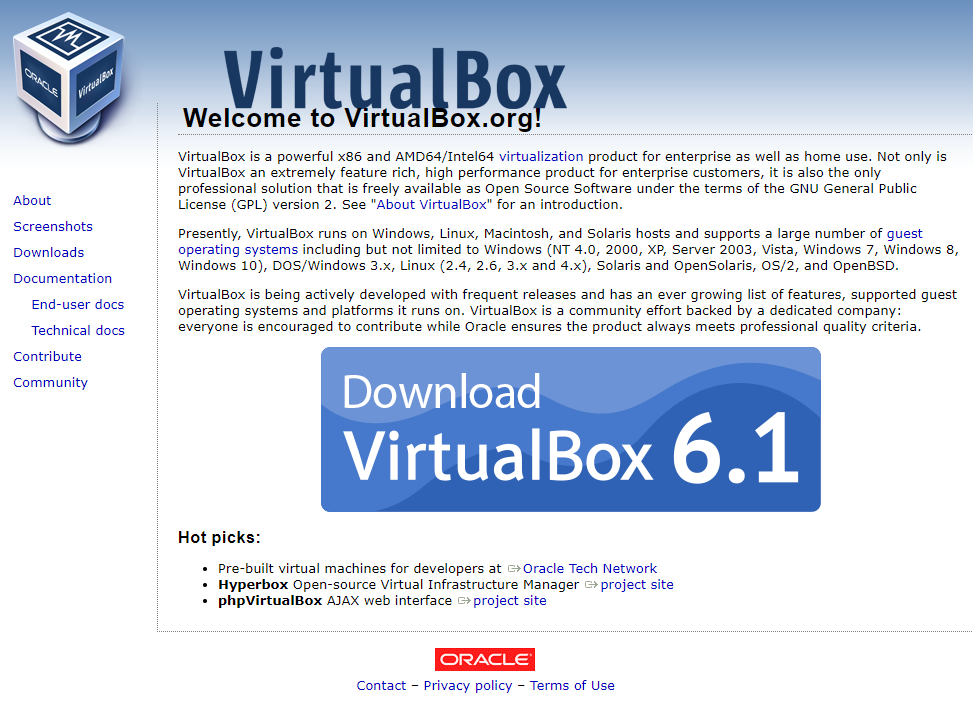 ORACLE
VirtualBox
VirtualBox
Welcome to VirtualBox.org!
About
Screenshots
Downloads
Documentation
End-user docs
Technical docs
Contribute
Community
VirtualBox is a powerful x86 and AMD64/Intel64 virtualization product for enterprise as well as home use. Not only is
VirtualBox an extremely feature rich, high performance product for enterprise customers, it is also the only
professional solution that is freely available as Open Source Software under the terms of the GNU General Public
License (GPL) version 2. See "About VirtualBox" for an introduction.
Presently, VirtualBox runs on Windows, Linux, Macintosh, and Solaris hosts and supports a large number of guest
operating systems including but not limited to Windows (NT 4.0, 2000, XP, Server 2003, Vista, Windows 7, Windows 8,
Windows 10), DOS/Windows 3.x, Linux (2.4, 2.6, 3.x and 4.x), Solaris and OpenSolaris, OS/2, and OpenBSD.
VirtualBox is being actively developed with frequent releases and has an ever growing list of features, supported guest
operating systems and platforms it runs on. VirtualBox is a community effort backed by a dedicated company:
everyone is encouraged to contribute while Oracle ensures the product always meets professional quality criteria.
Download
VirtualBox 6.1
Hot picks:
• Pre-built virtual machines for developers at Oracle Tech Network
• Hyperbox Open-source Virtual Infrastructure Manager project site
• phpVirtualBox AJAX web interface project site
ORACLE
Contact – Privacy policy – Terms of Use